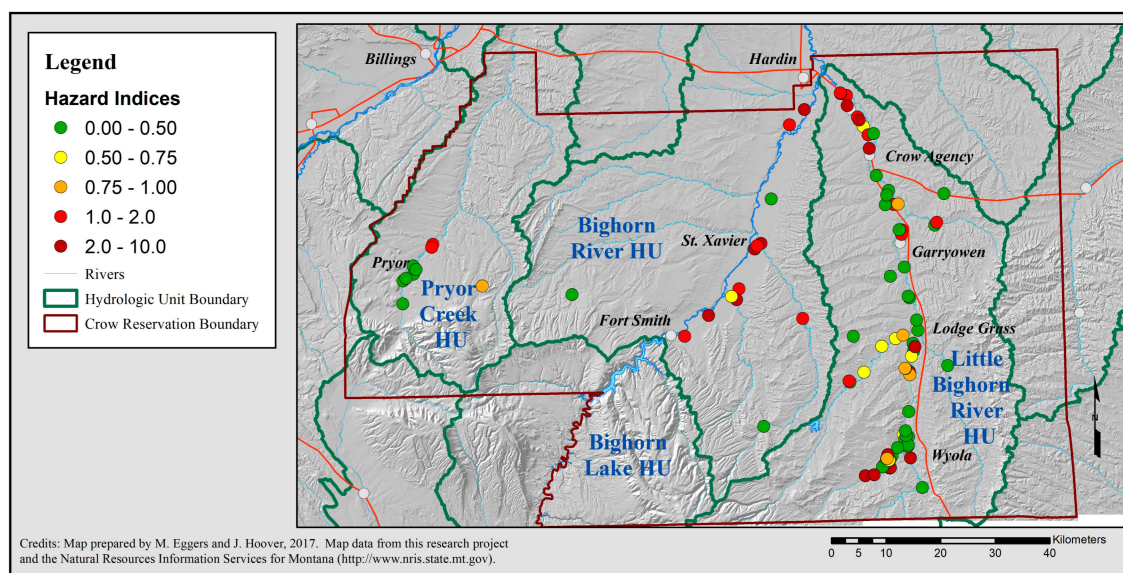 Legend
Hazard Indices
0.00 - 0.50
0.50 - 0.75
0.75 - 1.00
1.0 - 2.0
2.0 - 10.0
Rivers
Hydrologic Unit Boundary
Crow Reservation Boundary
Billings
Hardin
Crow Agency
Bighorn
River HU
St. Xavier
Garryowen
Pryor
Pryor
Creek
HU
Fort Smith
Lodge Grass
Little
Bighorn
River
HU
Bighorn
Lake HU
Wyola
N
Kilometers
0 5 10 20 30 40
Credits: Map prepared by M. Eggers and J. Hoover, 2017. Map data from this research project
and the Natural Resources Information Services for Montana (http://www.nris.state.mt.gov).